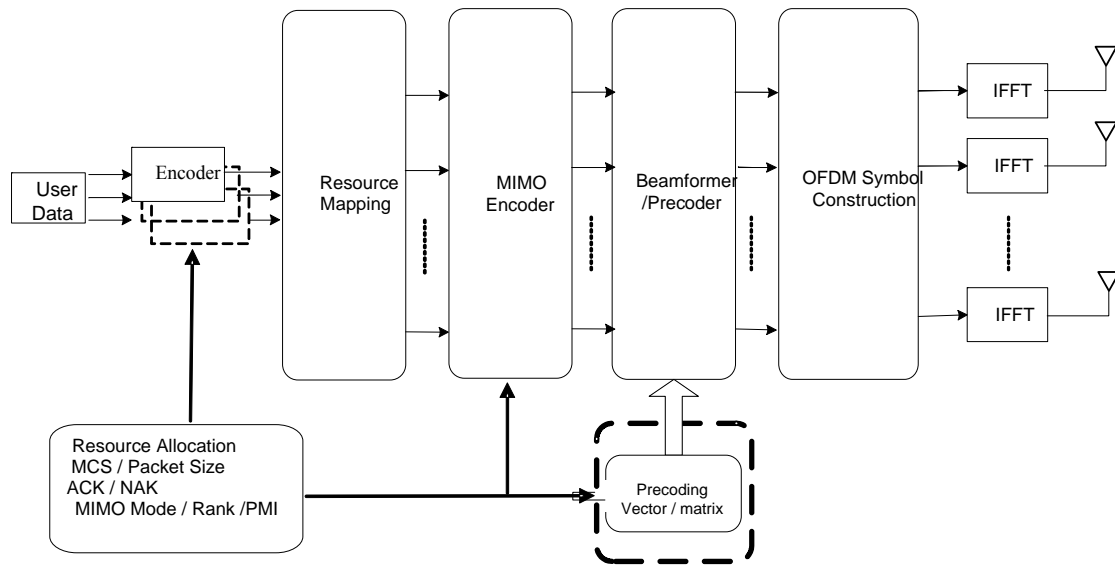 User
Data
Encoder
Resource
Mapping
MIMO
Encoder
Beamformer
/Precoder
OFDM Symbol
Construction
IFFT
IFFT
IFFT
Resource Allocation
MCS / Packet Size
ACK / NAK
MIMO Mode / Rank /PMI
Precoding
Vector / matrix